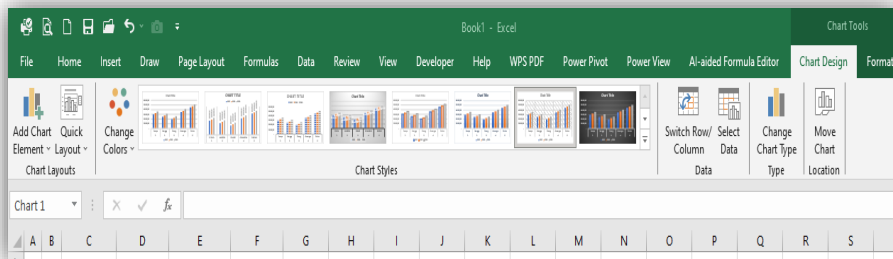 Book1 - Excel
Chart Tools
File Home Insert Draw Page Layout Formulas Data Review View Developer Help WPS PDF Power Pivot Power View AI-aided Formula Editor Chart Design Format
Add Chart Quick Change Switch Row/ Select Change Move
Element Layout Colors Column Data Chart Type Chart
Chart Layouts Chart Styles Data Type Location
Chart 1 fx
A B C D E F G H I J K L M N O P Q R S